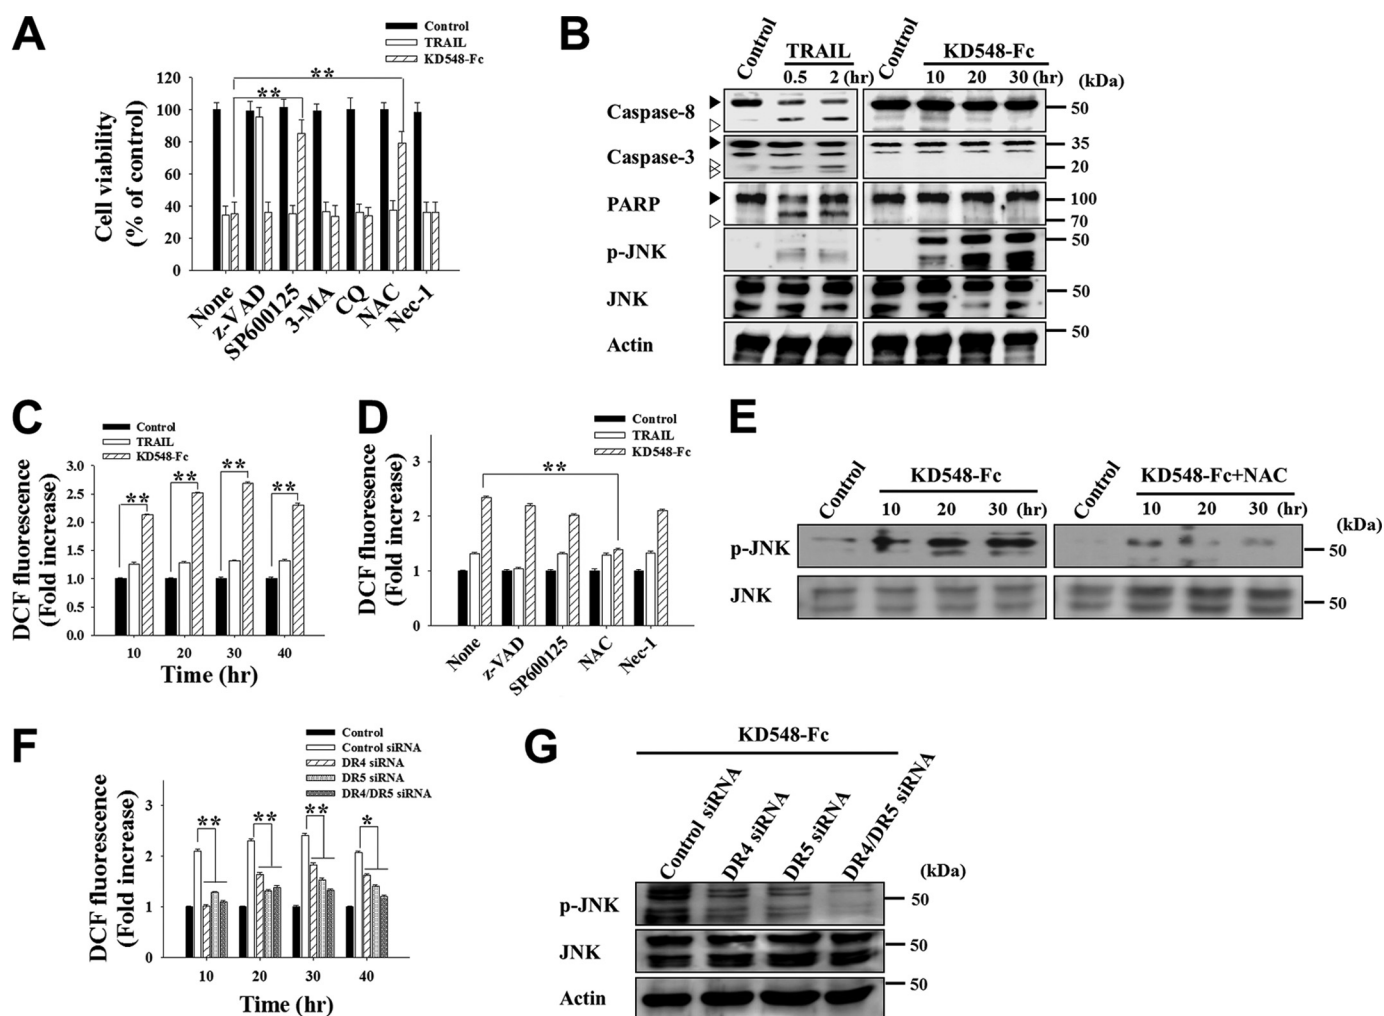 A
Control
TRAIL
KD548-Fc
Cell viability
(% of control)
120
100
80
60
40
20
0
**
**
None
z-VAD
SP600125
3-MA
CQ
NAC
Nec-1
B
Control
TRAIL
0.5 2 (hr)
Control
KD548-Fc
10 20 30 (hr)
(kDa)
Caspase-8
50
Caspase-3
35
20
PARP
100
70
p-JNK
50
JNK
50
Actin
50
C
Control
TRAIL
KD548-Fc
DCF fluorescence
(Fold increase)
3.0
2.5
2.0
1.5
1.0
0.5
0.0
**
**
**
**
10 20 30 40
Time (hr)
D
Control
TRAIL
KD548-Fc
DCF fluoresence
(Fold increase)
3
2
1
0
**
None
z-VAD
SP600125
NAC
Nec-1
E
Control
KD548-Fc
10 20 30 (hr)
Control
KD548-Fc+NAC
10 20 30 (hr)
(kDa)
p-JNK
50
JNK
50
F
Control
Control siRNA
DR4 siRNA
DR5 siRNA
DR4/DR5 siRNA
DCF fluorescence
(Fold increase)
3
2
1
0
**
**
**
*
10 20 30 40
Time (hr)
G
KD548-Fc
Control siRNA
DR4 siRNA
DR5 siRNA
DR4/DR5 siRNA
(kDa)
p-JNK
50
JNK
50
Actin
50